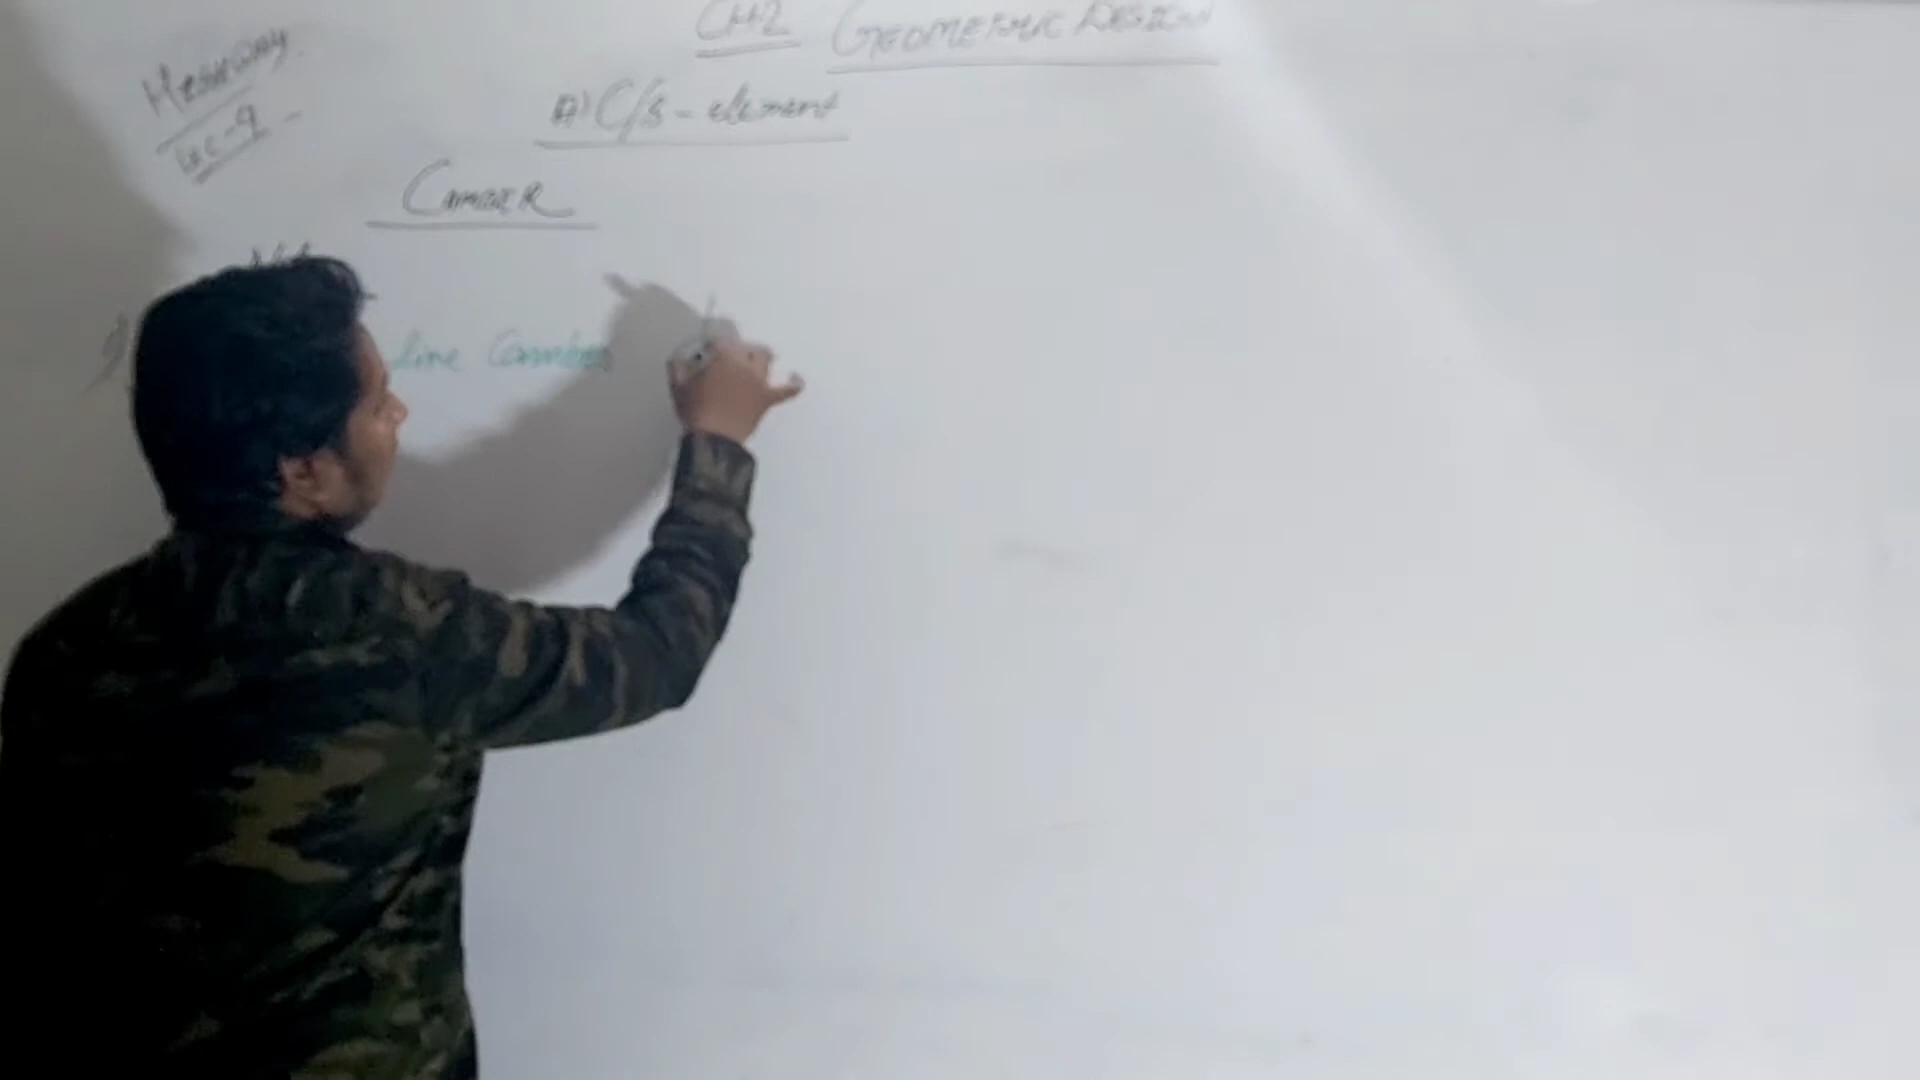 CH2 GEOMETRIC DESIGN
Highway
Lec-9
A) C/s - element
CAMBER
line Camber